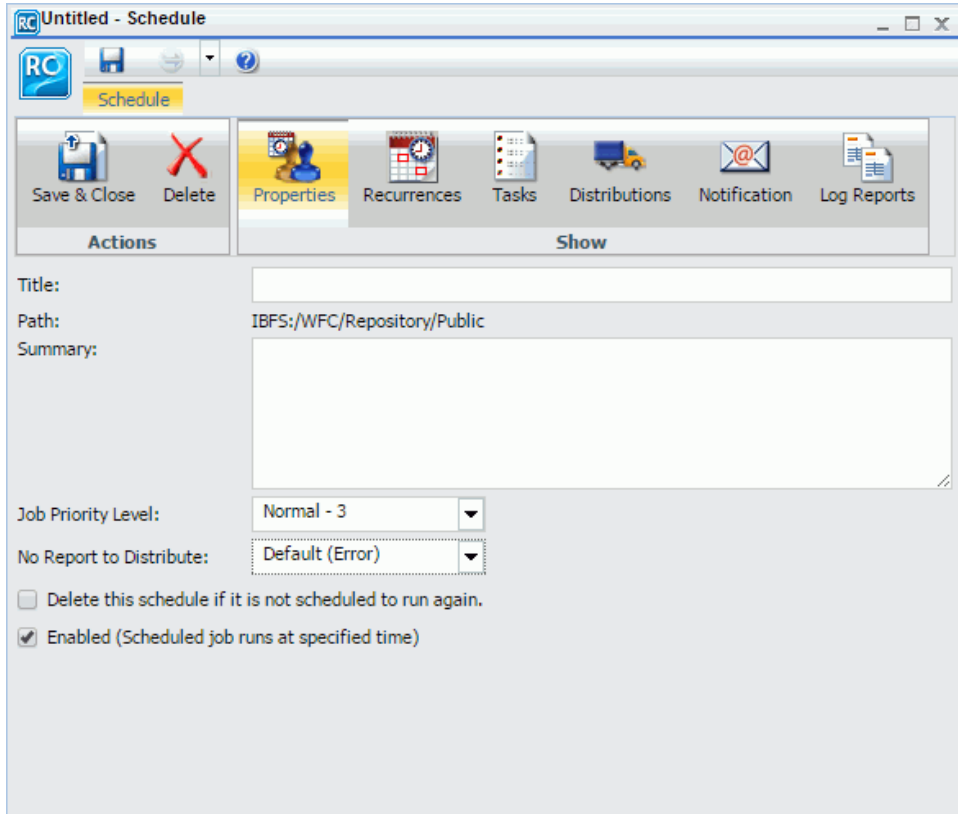 RC Untitled - Schedule
RC
Schedule
Save & Close Delete Properties Recurrences Tasks Distributions Notification Log Reports
Actions Show
Title:
Path: IBFS:/WFC/Repository/Public
Summary:
Job Priority Level: Normal - 3
No Report to Distribute: Default (Error)
Delete this schedule if it is not scheduled to run again.
Enabled (Scheduled job runs at specified time)